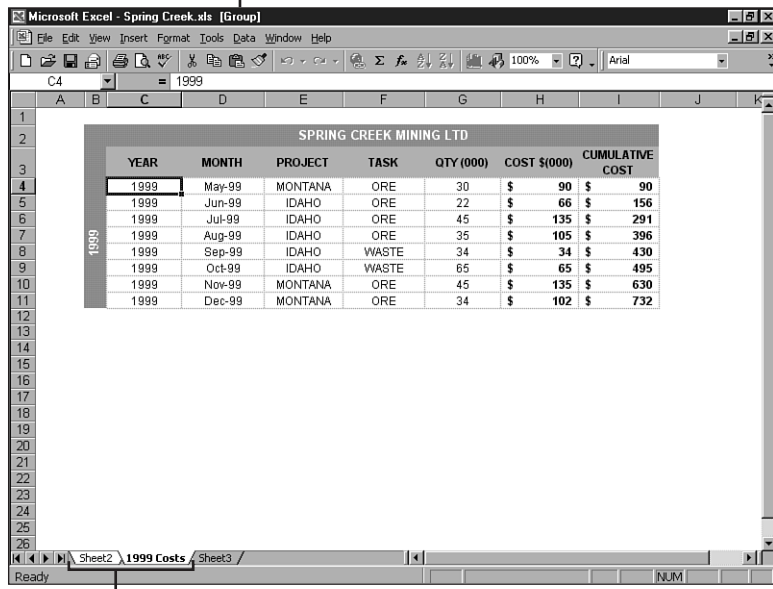 Microsoft Excel - Spring Creek.xls [Group]
File Edit View Insert Format Tools Data Window Help
ABC Σ fx 100% Arial
C4 = 1999
A B C D E F G H I J K
1
2 SPRING CREEK MINING LTD
3 YEAR MONTH PROJECT TASK QTY (000) COST $(000) CUMULATIVE COST
1999
4 1999 May-99 MONTANA ORE 30 $ 90 $ 90
5 1999 Jun-99 IDAHO ORE 22 $ 66 $ 156
6 1999 Jul-99 IDAHO ORE 45 $ 135 $ 291
7 1999 Aug-99 IDAHO ORE 35 $ 105 $ 396
8 1999 Sep-99 IDAHO WASTE 34 $ 34 $ 430
9 1999 Oct-99 IDAHO WASTE 65 $ 65 $ 495
10 1999 Nov-99 MONTANA ORE 45 $ 135 $ 630
11 1999 Dec-99 MONTANA ORE 34 $ 102 $ 732
12
13
14
15
16
17
18
19
20
21
22
23
24
25
26
Sheet2 1999 Costs Sheet3
Ready NUM